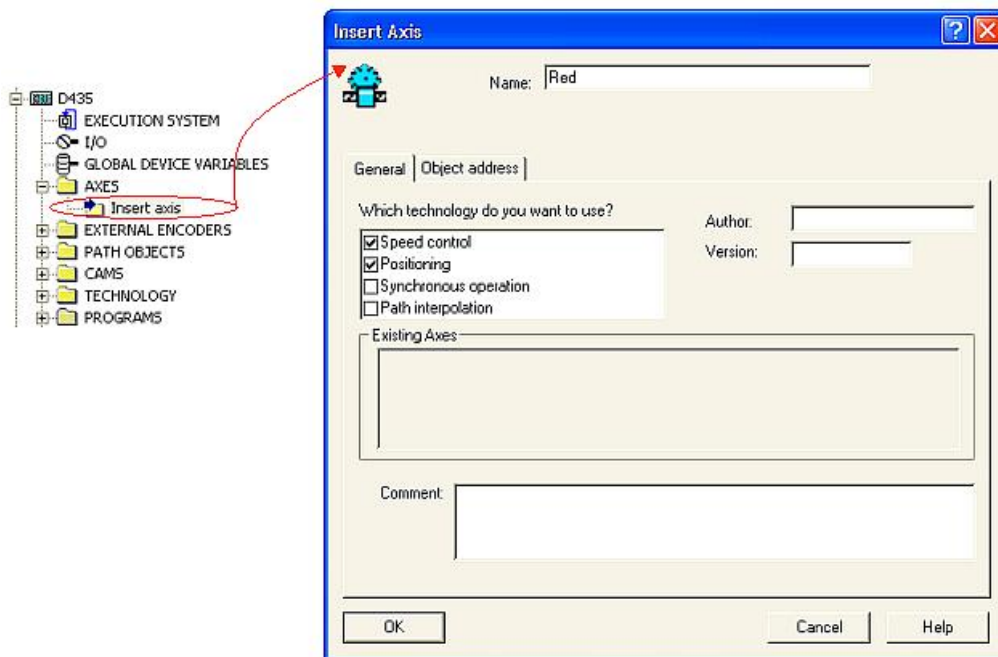 D435
EXECUTION SYSTEM
I/O
GLOBAL DEVICE VARIABLES
AXES
Insert axis
EXTERNAL ENCODERS
PATH OBJECTS
CAMS
TECHNOLOGY
PROGRAMS
Insert Axis
Name: Red
General Object address
Which technology do you want to use?
Speed control
Positioning
Synchronous operation
Path interpolation
Author:
Version:
Existing Axes
Comment:
OK Cancel Help